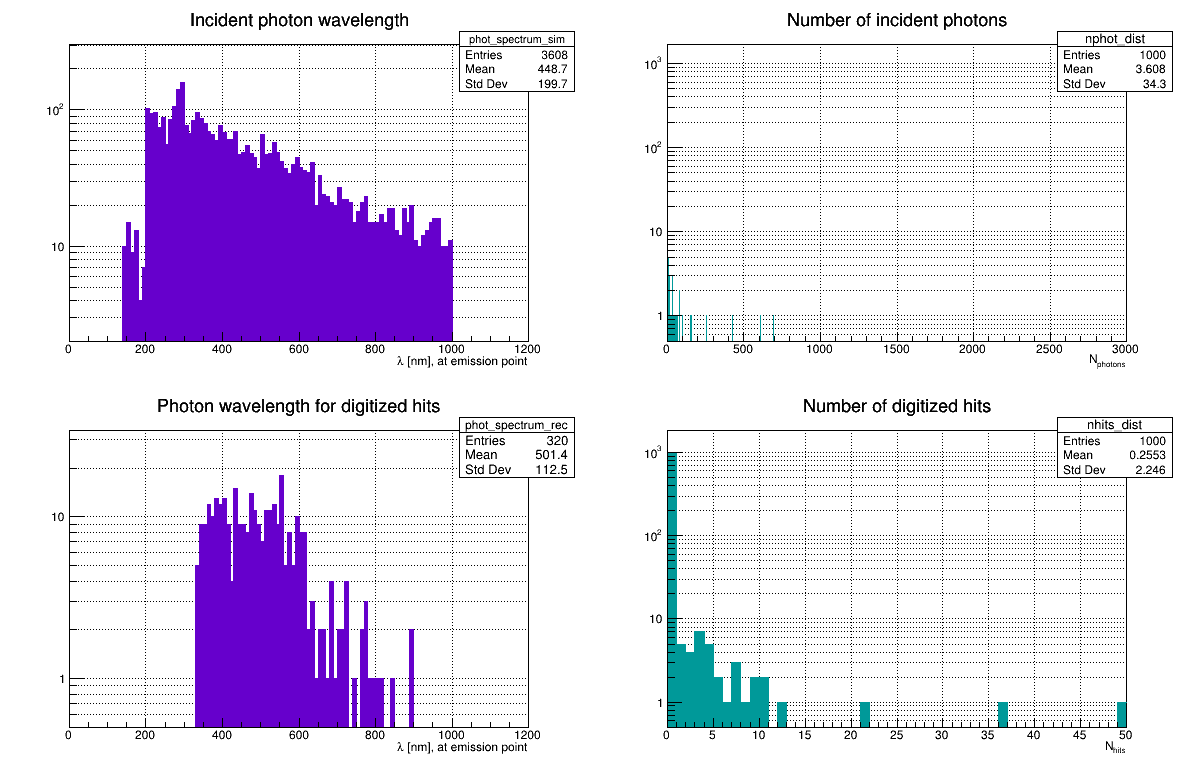 Incident photon wavelength
phot_spectrum_sim
Entries 3608
Mean 448.7
Std Dev 199.7
10²
10
0 200 400 600 800 1000 1200
λ [nm], at emission point
Number of incident photons
nphot_dist
Entries 1000
Mean 3.608
Std Dev 34.3
10³
10²
10
1
0 500 1000 1500 2000 2500 3000
Nphotons
Photon wavelength for digitized hits
phot_spectrum_rec
Entries 320
Mean 501.4
Std Dev 112.5
10
1
0 200 400 600 800 1000 1200
λ [nm], at emission point
Number of digitized hits
nhits_dist
Entries 1000
Mean 0.2553
Std Dev 2.246
10³
10²
10
1
0 5 10 15 20 25 30 35 40 45 50
Nhits